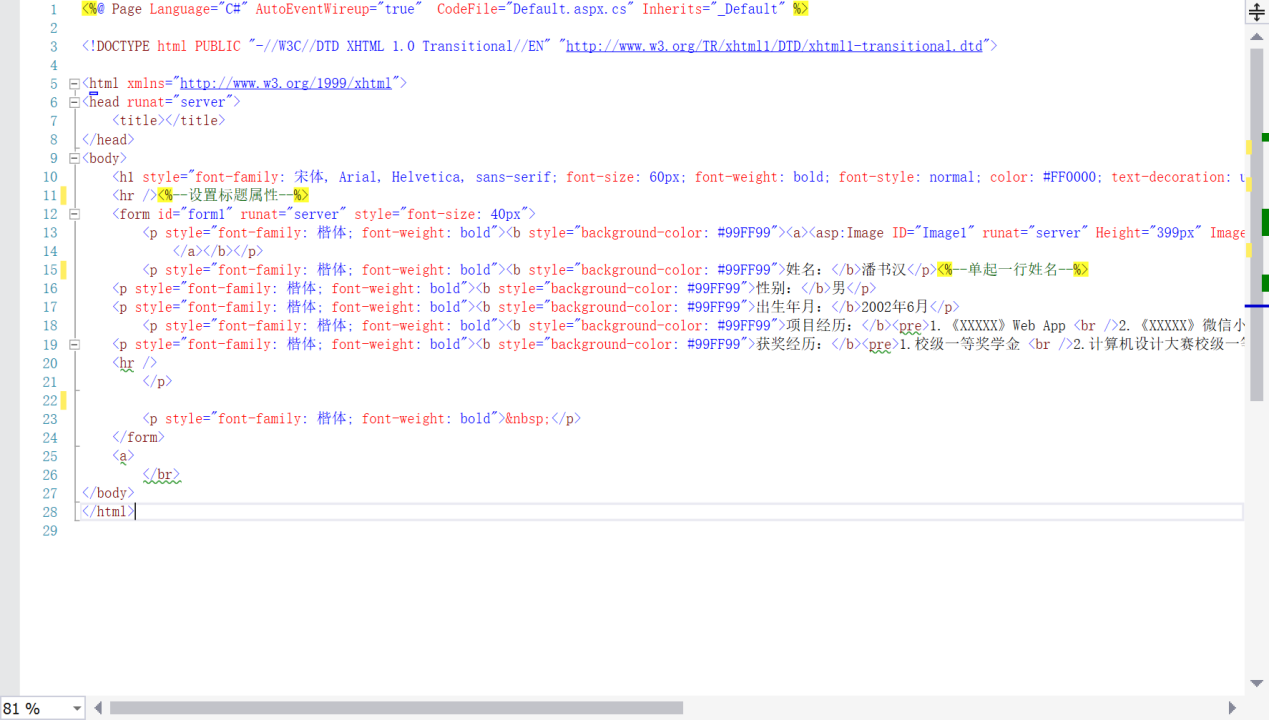 1 <%@ Page Language="C#" AutoEventWireup="true"  CodeFile="Default.aspx.cs" Inherits="_Default" %>
2
3 <!DOCTYPE html PUBLIC "-//W3C//DTD XHTML 1.0 Transitional//EN" "http://www.w3.org/TR/xhtml1/DTD/xhtml1-transitional.dtd">
4
5 <html xmlns="http://www.w3.org/1999/xhtml">
6 <head runat="server">
7     <title></title>
8 </head>
9 <body>
10     <h1 style="font-family: 宋体, Arial, Helvetica, sans-serif; font-size: 60px; font-weight: bold; font-style: normal; color: #FF0000; text-decoration: u
11     <hr /><%--设置标题属性--%>
12     <form id="form1" runat="server" style="font-size: 40px">
13         <p style="font-family: 楷体; font-weight: bold"><b style="background-color: #99FF99"><a><asp:Image ID="Image1" runat="server" Height="399px" Image
14             </a></b></p>
15         <p style="font-family: 楷体; font-weight: bold"><b style="background-color: #99FF99">姓名：</b>潘书汉</p><%--单起一行姓名--%>
16     <p style="font-family: 楷体; font-weight: bold"><b style="background-color: #99FF99">性别：</b>男</p>
17     <p style="font-family: 楷体; font-weight: bold"><b style="background-color: #99FF99">出生年月：</b>2002年6月</p>
18         <p style="font-family: 楷体; font-weight: bold"><b style="background-color: #99FF99">项目经历：</b><pre>1.《XXXXX》Web App <br />2.《XXXXX》微信小
19     <p style="font-family: 楷体; font-weight: bold"><b style="background-color: #99FF99">获奖经历：</b><pre>1.校级一等奖学金 <br />2.计算机设计大赛校级一等
20     <hr />
21         </p>
22
23         <p style="font-family: 楷体; font-weight: bold">&nbsp;</p>
24     </form>
25     <a>
26         </br>
27 </body>
28 </html>
29
81 %